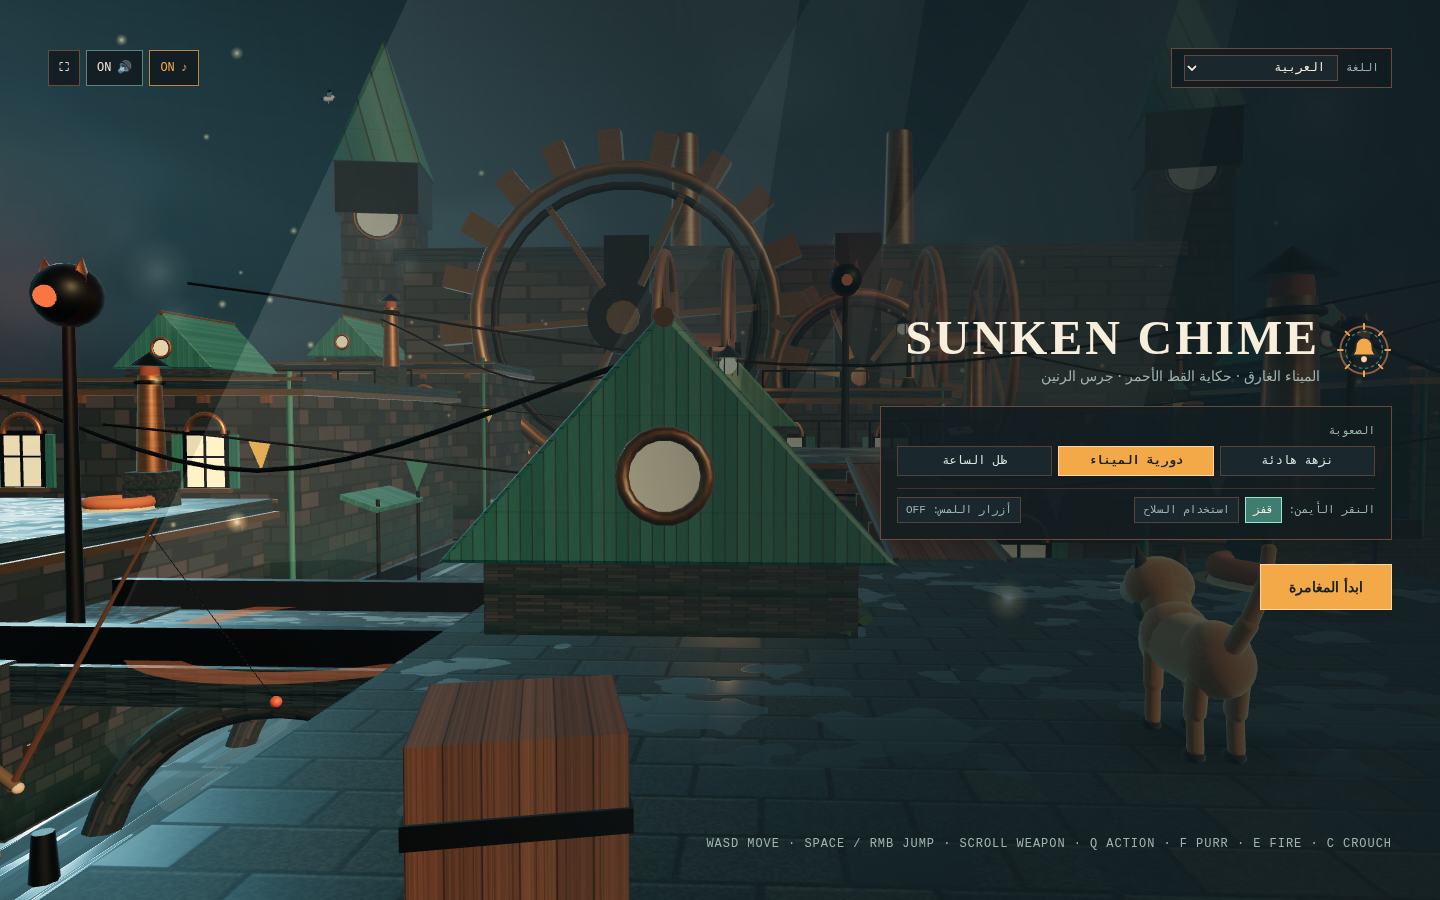 ON 🔊
ON ♪
اللغة
العربية
SUNKEN CHIME
الميناء الغارق · حكاية القط الأحمر · جرس الرنين
الصعوبة
نزهة هادئة
دورية الميناء
ظل الساعة
النقر الأيمن:
قفز
استخدام السلاح
أزرار اللمس: OFF
ابدأ المغامرة
WASD MOVE · SPACE / RMB JUMP · SCROLL WEAPON · Q ACTION · F PURR · E FIRE · C CROUCH